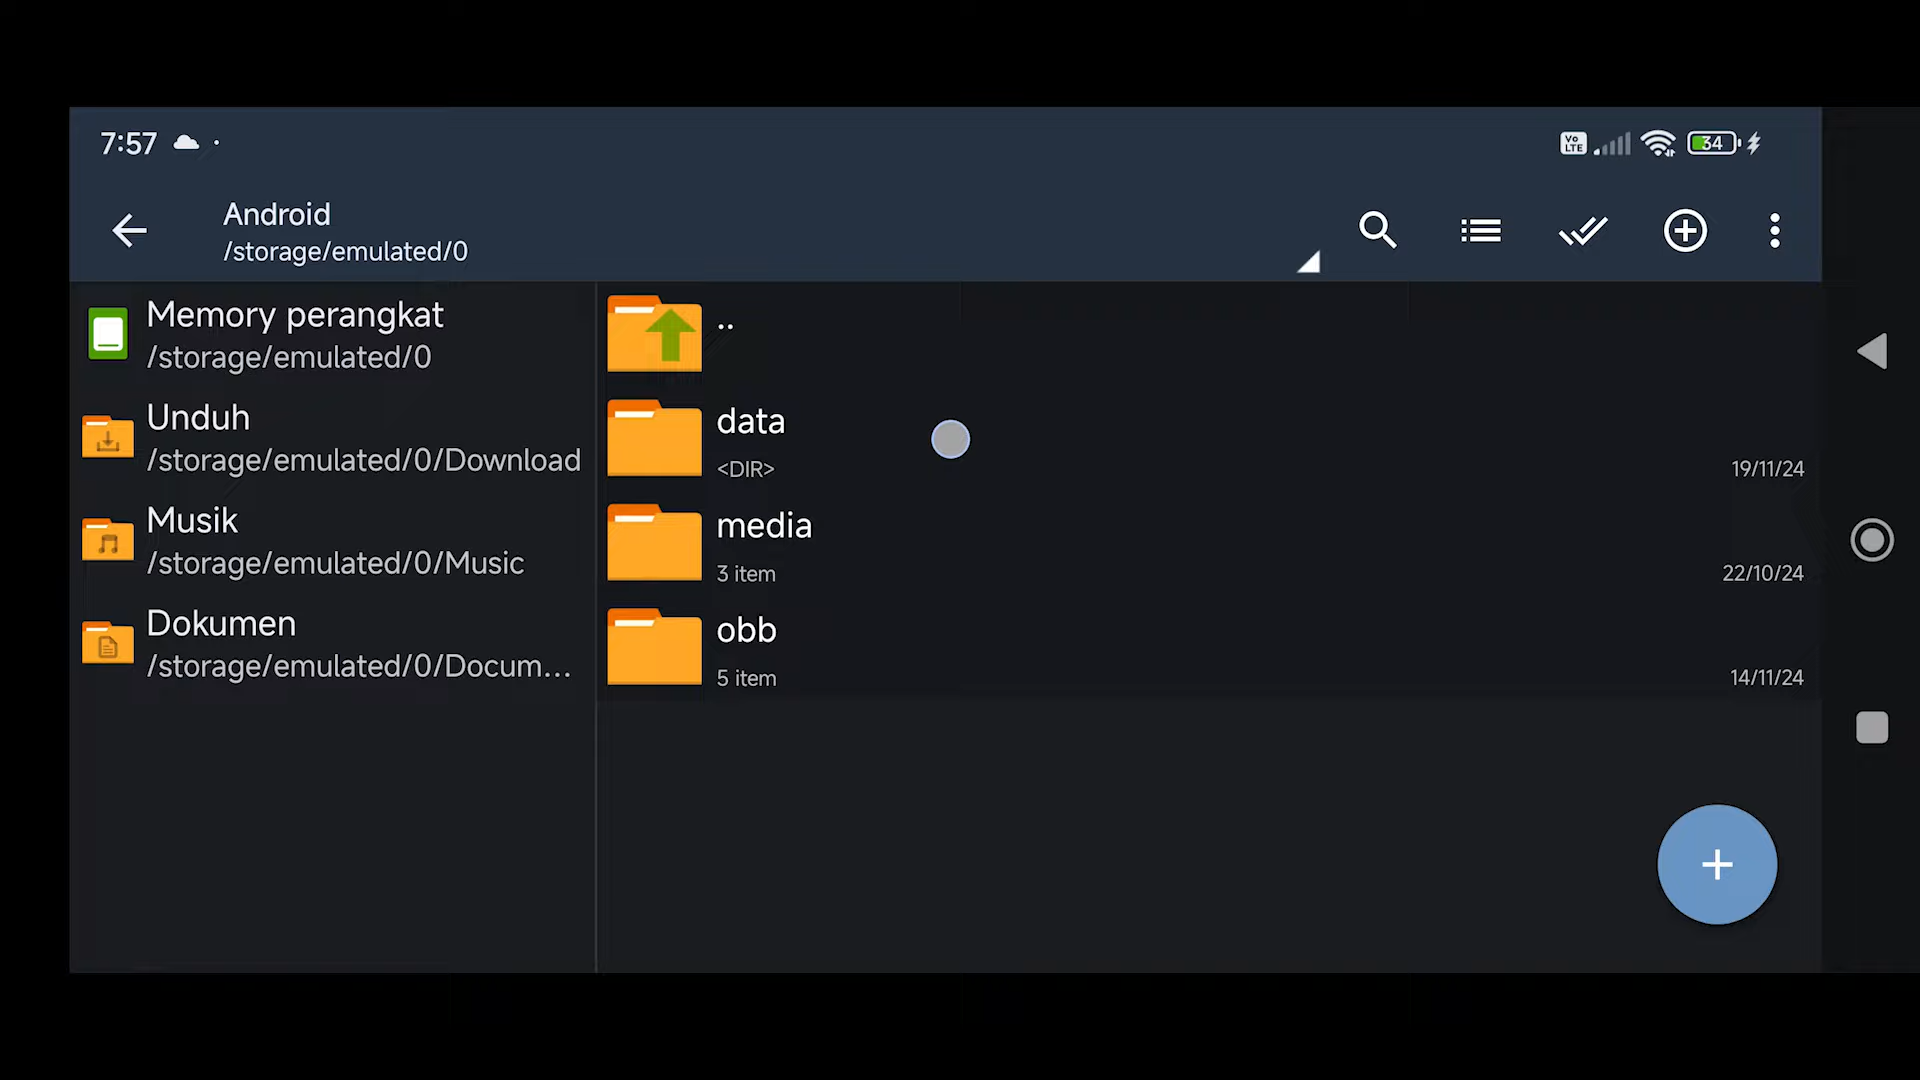 7:57
Vo LTE
34
Android
/storage/emulated/0
Memory perangkat
/storage/emulated/0
Unduh
/storage/emulated/0/Download
Musik
/storage/emulated/0/Music
Dokumen
/storage/emulated/0/Docum...
..
data
<DIR>
19/11/24
media
3 item
22/10/24
obb
5 item
14/11/24